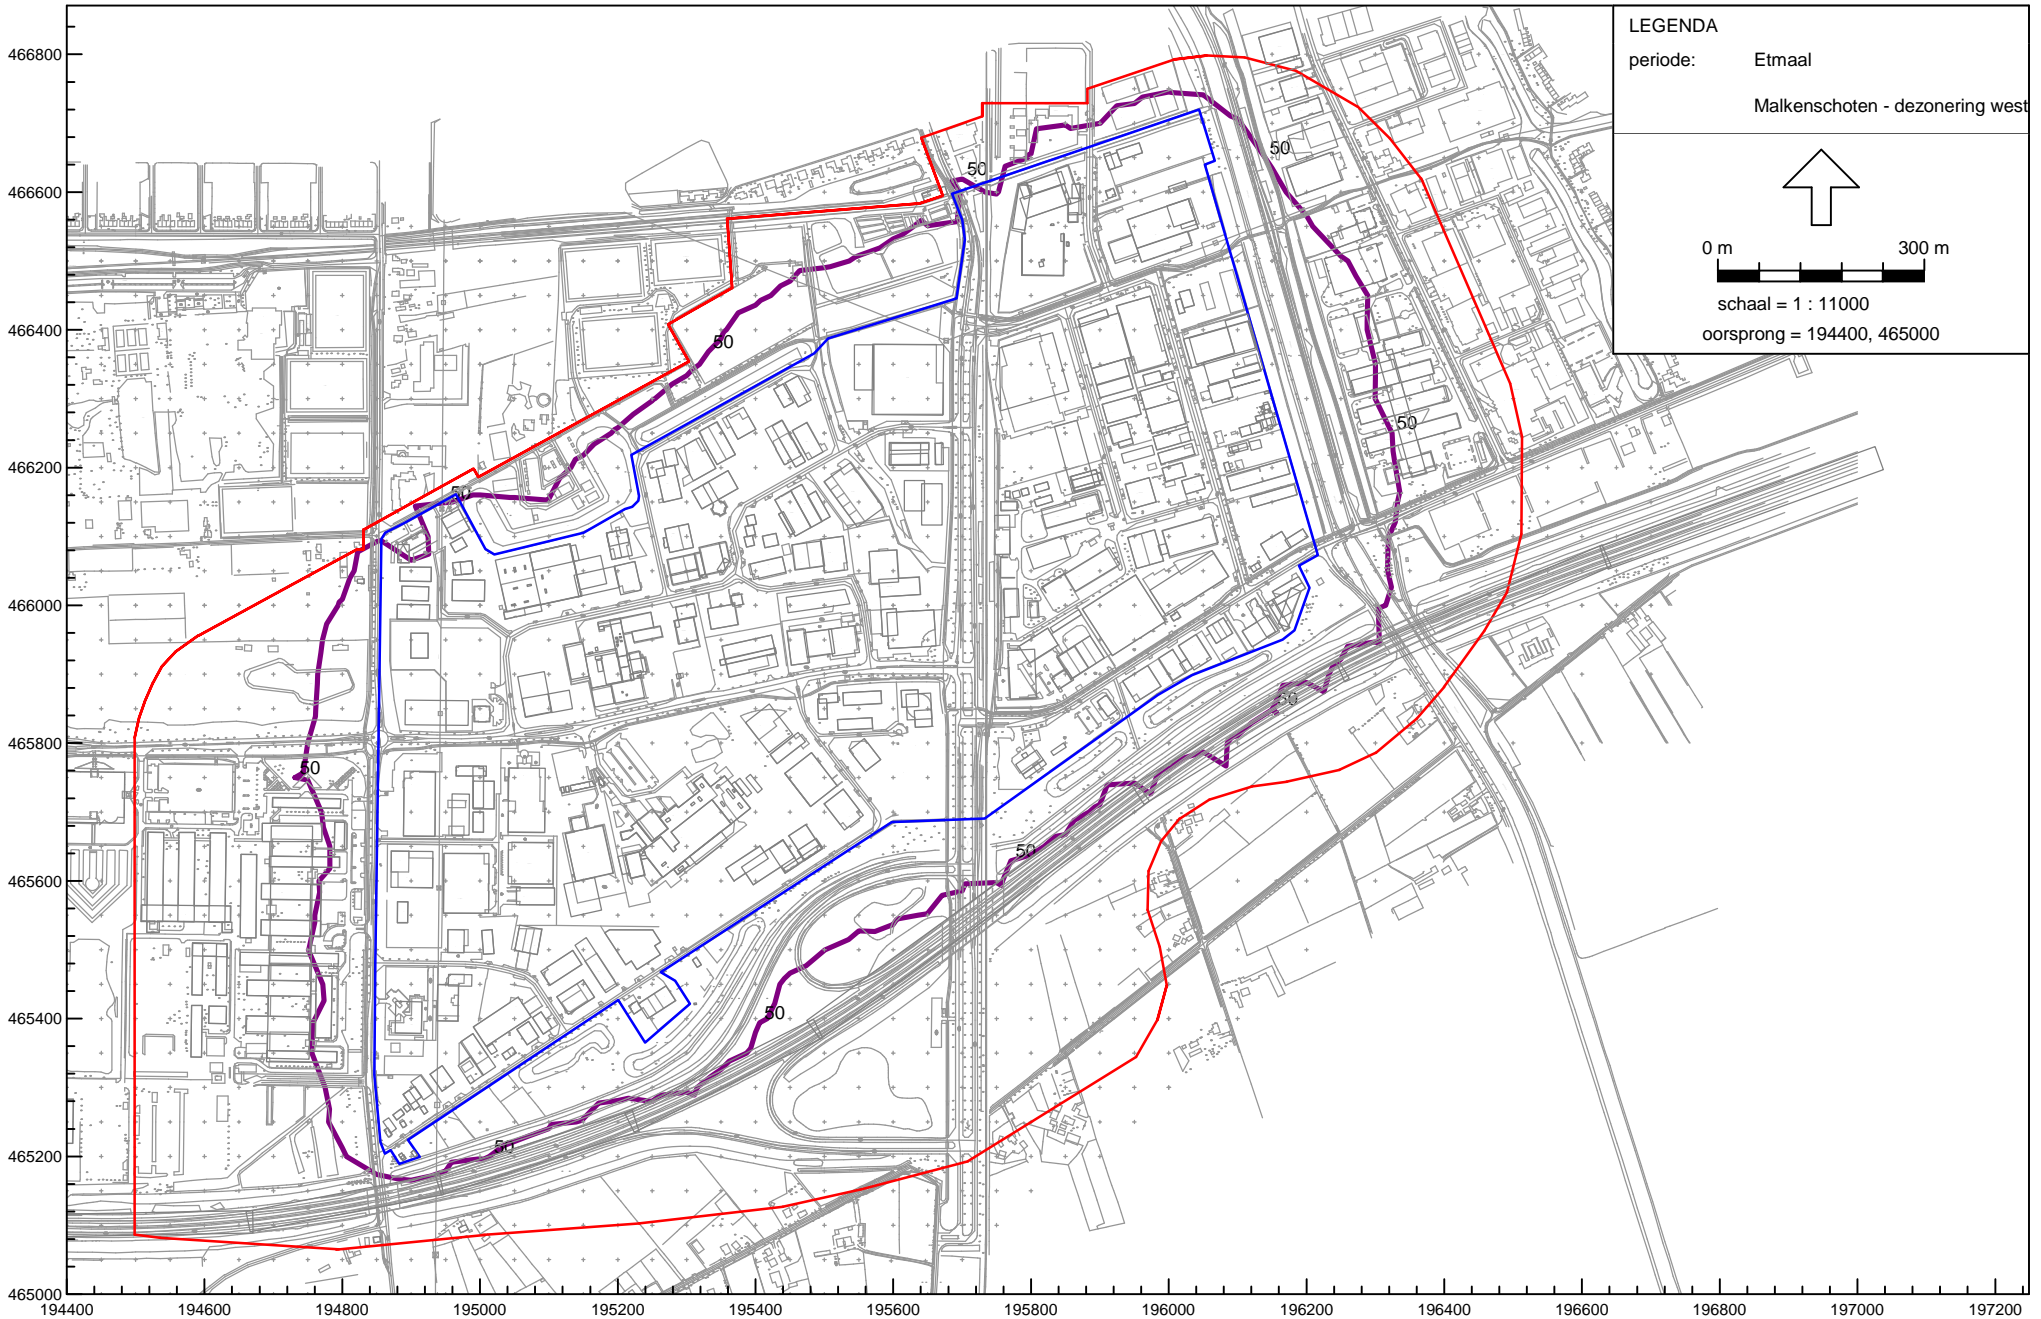 LEGENDA
periode: Etmaal
Malkenschoten - dezonering west
0 m 300 m
schaal = 1 : 11000
oorsprong = 194400, 465000
466800
466600
466400
466200
466000
465800
465600
465400
465200
465000
50
50
50
50
50
50
50
50
50
50
194400 194600 194800 195000 195200 195400 195600 195800 196000 196200 196400 196600 196800 197000 197200